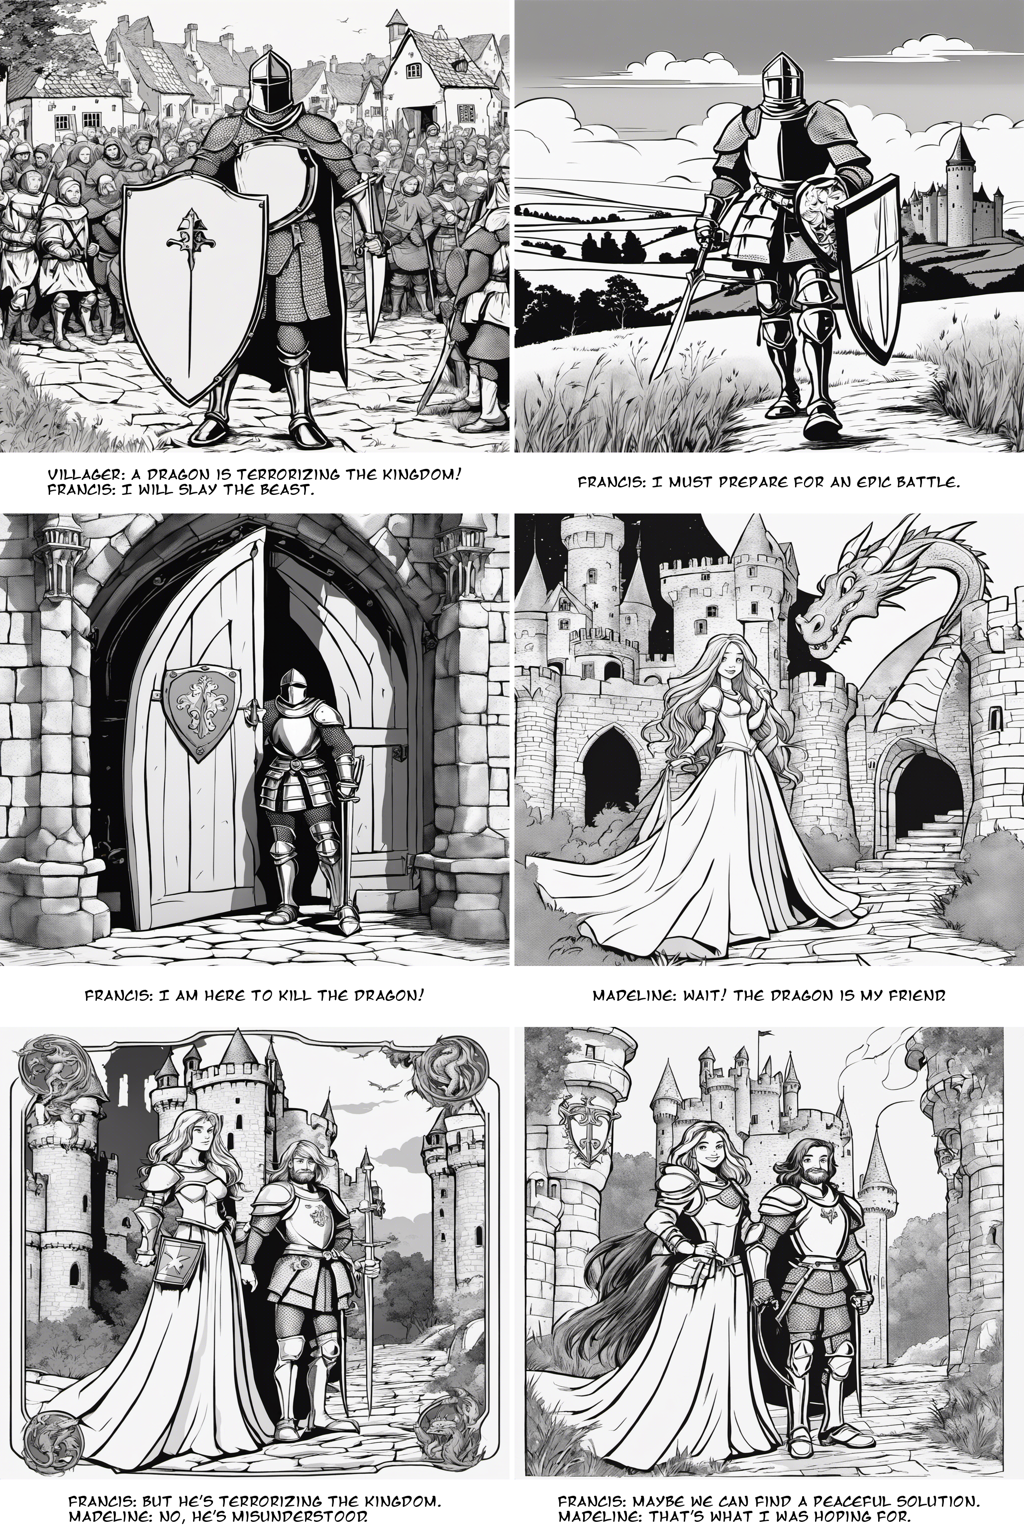 VILLAGER: A DRAGON IS TERRORIZING THE KINGDOM!
FRANCIS: I WILL SLAY THE BEAST.
FRANCIS: I MUST PREPARE FOR AN EPIC BATTLE.
FRANCIS: I AM HERE TO KILL THE DRAGON!
MADELINE: WAIT! THE DRAGON IS MY FRIEND.
FRANCIS: BUT HE'S TERRORIZING THE KINGDOM.
MADELINE: NO, HE'S MISUNDERSTOOD.
FRANCIS: MAYBE WE CAN FIND A PEACEFUL SOLUTION.
MADELINE: THAT'S WHAT I WAS HOPING FOR.